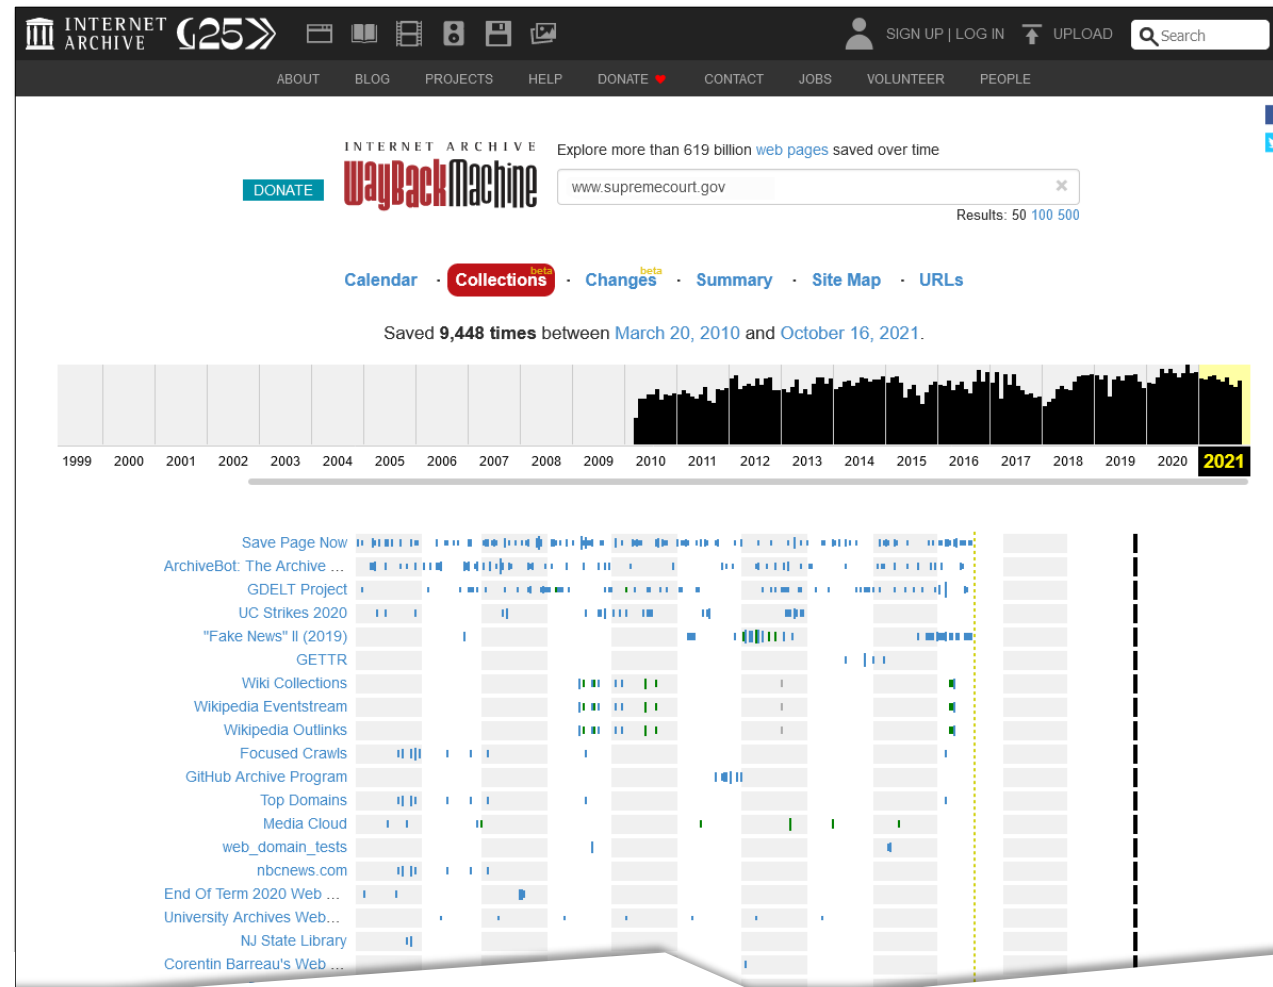 INTERNET
ARCHIVE
25
SIGN UP | LOG IN
UPLOAD
Search
ABOUT BLOG PROJECTS HELP DONATE CONTACT JOBS VOLUNTEER PEOPLE
INTERNET ARCHIVE
WayBackMachine
DONATE
Explore more than 619 billion web pages saved over time
www.supremecourt.gov
Results: 50 100 500
Calendar · Collections beta · Changes beta · Summary · Site Map · URLs
Saved 9,448 times between March 20, 2010 and October 16, 2021.
1999 2000 2001 2002 2003 2004 2005 2006 2007 2008 2009 2010 2011 2012 2013 2014 2015 2016 2017 2018 2019 2020 2021
Save Page Now
ArchiveBot: The Archive ...
GDELT Project
UC Strikes 2020
"Fake News" II (2019)
GETTR
Wiki Collections
Wikipedia Eventstream
Wikipedia Outlinks
Focused Crawls
GitHub Archive Program
Top Domains
Media Cloud
web_domain_tests
nbcnews.com
End Of Term 2020 Web ...
University Archives Web...
NJ State Library
Corentin Barreau's Web ...